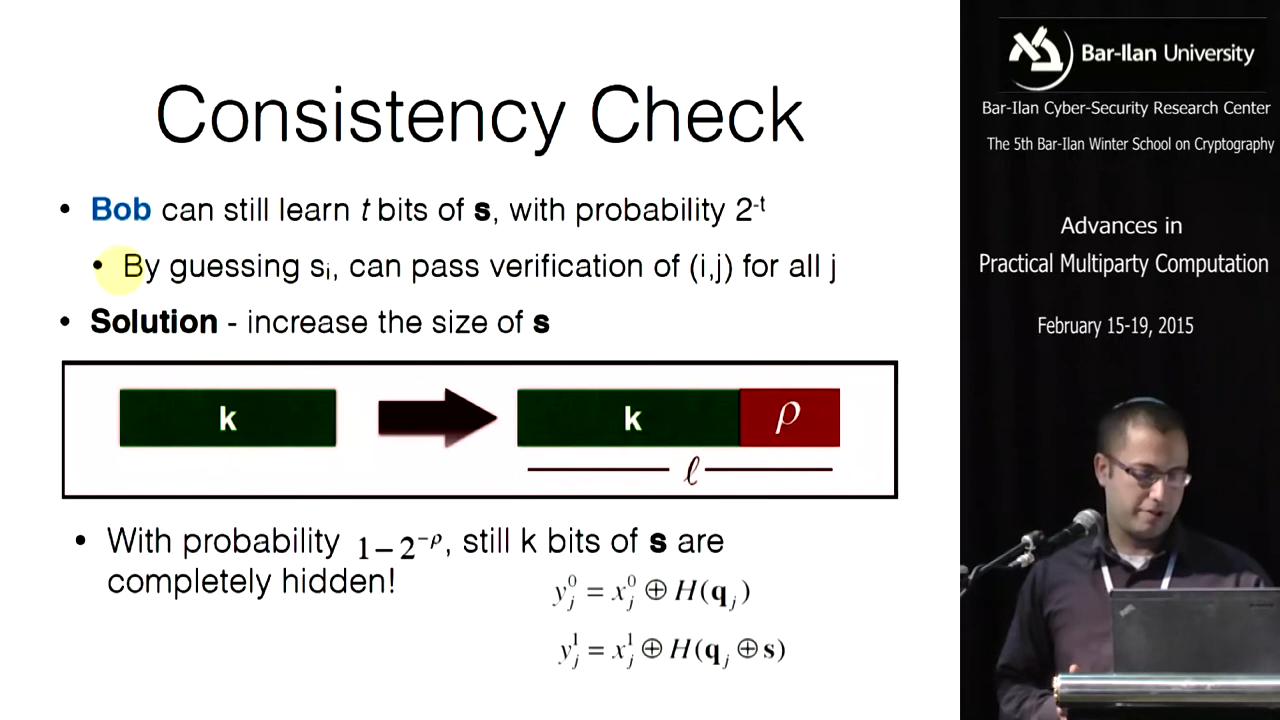 Consistency Check
• Bob can still learn t bits of s, with probability 2⁻ᵗ
• By guessing sᵢ, can pass verification of (i,j) for all j
• Solution - increase the size of s
k
k ρ
ℓ
• With probability 1−2^{−ρ}, still k bits of s are
completely hidden!
y_j^0 = x_j^0 ⊕ H(q_j)
y_j^1 = x_j^1 ⊕ H(q_j ⊕ s)
Bar-Ilan University
Bar-Ilan Cyber-Security Research Center
The 5th Bar-Ilan Winter School on Cryptography
Advances in
Practical Multiparty Computation
February 15-19, 2015